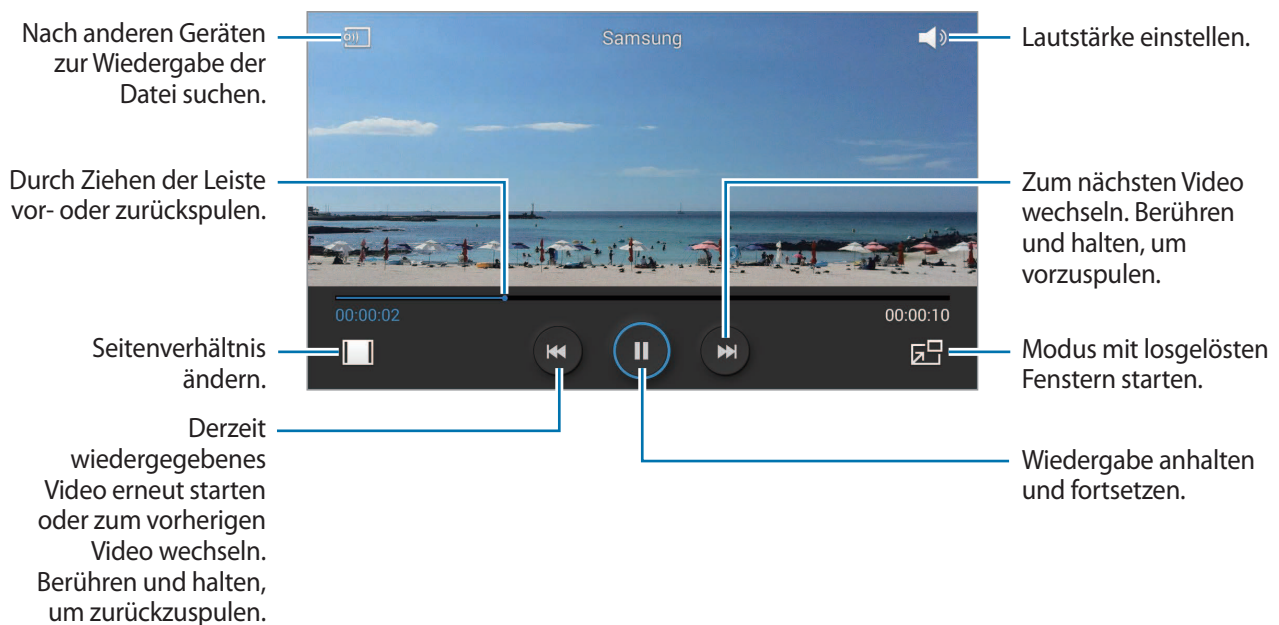 Nach anderen Geräten
zur Wiedergabe der
Datei suchen.
Samsung
Lautstärke einstellen.
Durch Ziehen der Leiste
vor- oder zurückspulen.
Zum nächsten Video
wechseln. Berühren
und halten, um
vorzuspulen.
00:00:02
00:00:10
Seitenverhältnis
ändern.
Modus mit losgelösten
Fenstern starten.
Derzeit
wiedergegebenes
Video erneut starten
oder zum vorherigen
Video wechseln.
Berühren und halten,
um zurückzuspulen.
Wiedergabe anhalten
und fortsetzen.